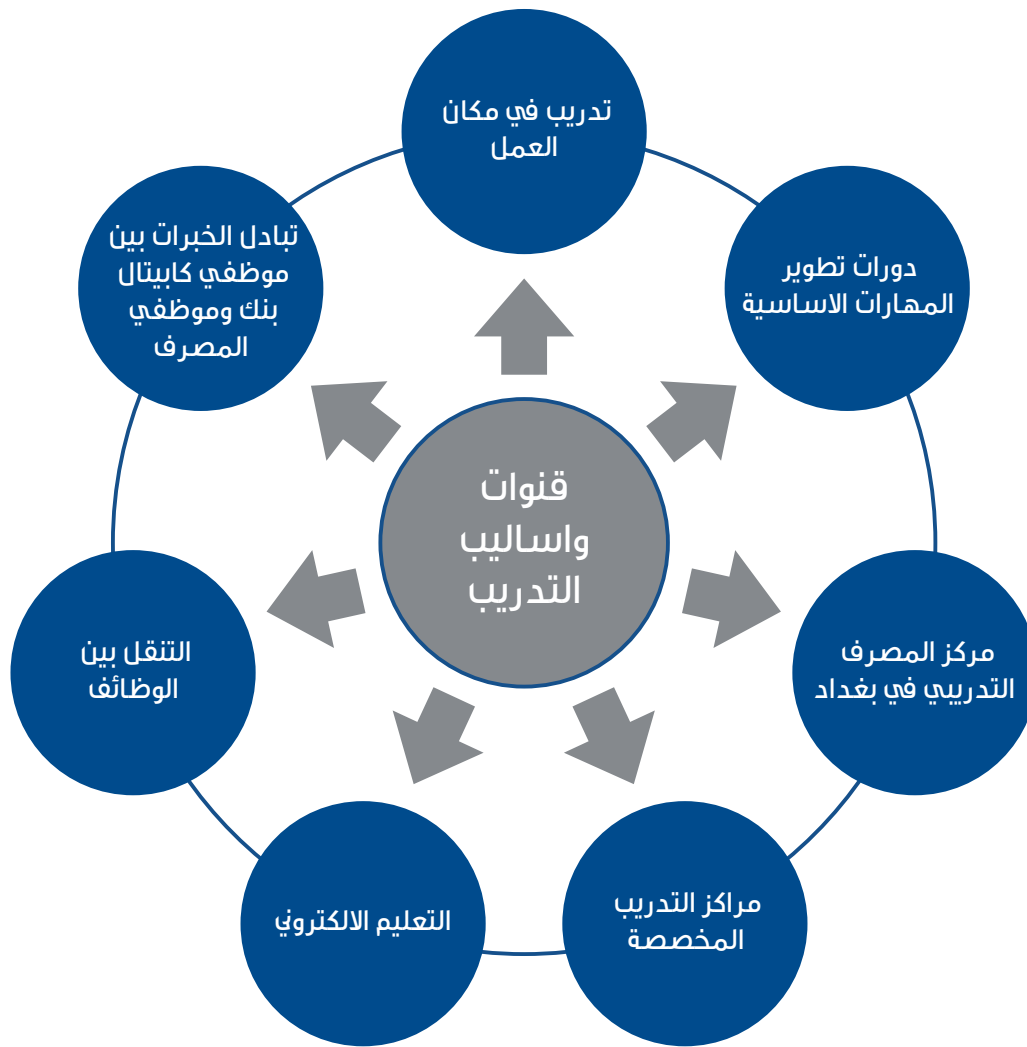 تدريب في مكان
العمل
دورات تطوير
المهارات الاساسية
مركز المصرف
التدريبي في بغداد
مراكز التدريب
المخصصة
التعليم الالكتروني
التنقل بين
الوظائف
تبادل الخبرات بين
موظفي كابيتال
بنك وموظفي
المصرف
قنوات
واساليب
التدريب